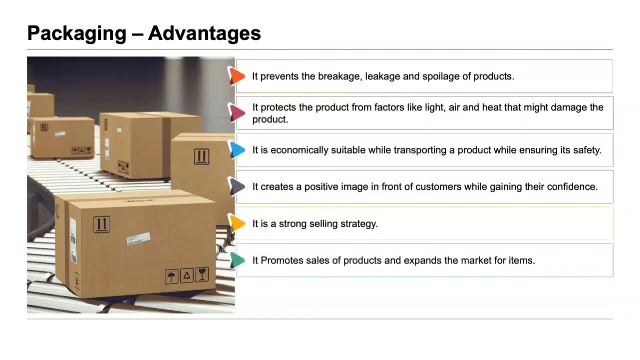 Packaging – Advantages
It prevents the breakage, leakage and spoilage of products.
It protects the product from factors like light, air and heat that might damage the
product.
It is economically suitable while transporting a product while ensuring its safety.
It creates a positive image in front of customers while gaining their confidence.
It is a strong selling strategy.
It Promotes sales of products and expands the market for items.